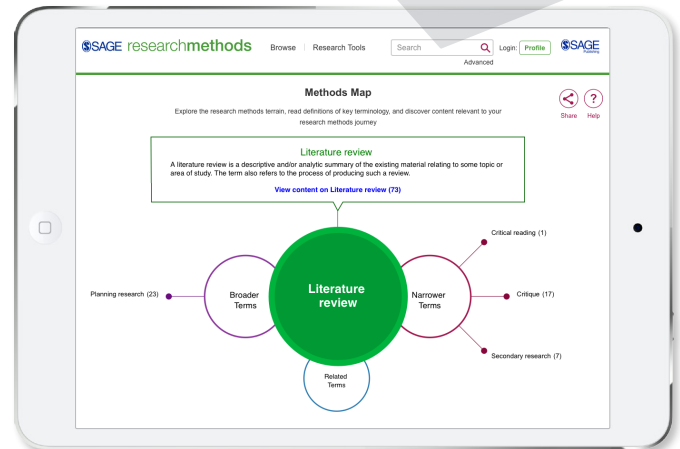 SAGE researchmethods
Browse | Research Tools
Search
Advanced
Login: Profile
SAGE
Publishing
Methods Map
Explore the research methods terrain, read definitions of key terminology, and discover content relevant to your
research methods journey
Share Help
Literature review
A literature review is a descriptive and/or analytic summary of the existing material relating to some topic or
area of study. The term also refers to the process of producing such a review.
View content on Literature review (73)
Critical reading (1)
Planning research (23)
Broader
Terms
Literature
review
Narrower
Terms
Critique (17)
Secondary research (7)
Related
Terms